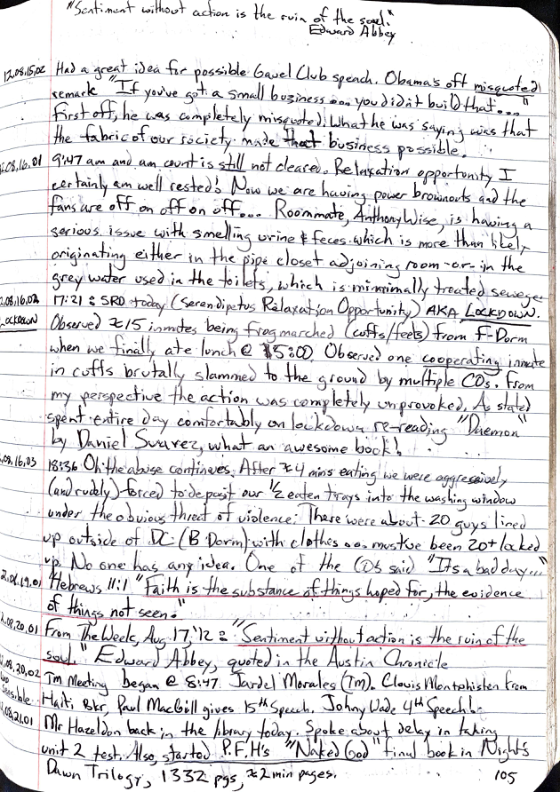 "Sentiment without action is the ruin of the soul."
Edward Abbey
12.08.15.02 Had a great idea for possible Gavel Club speach. Obama's oft misquoted
remark "If you've got a small business ... you didn't build that..."
First off, he was completely misquoted. What he was saying was that
the fabric of our society made that business possible.
.08.16.01 9:47 am and am count is still not cleared. Relaxation opportunity I
certainly am well rested! Now we are having power brownouts and the
fans are off on off on off... Roommate, Anthony Wise, is having a
serious issue with smelling urine & feces which is more than likely
originating either in the pipe closet adjoining room -or- in the
grey water used in the toilets, which is minimally treated sewege
.08.16.02 17:21 : SRO today (Serendipitus Relaxation Opportunity) AKA LOCKDOWN.
LOCKDOWN Observed ≈15 inmates being frogmarched (cuffs/feets) from F-Dorm
when we finally ate lunch @ 15:00. Observed one cooperating inmate
in cuffs brutally slammed to the ground by multiple COs. From
my perspective the action was completely unprovoked. As stated
spent entire day comfortably on lockdown re-reading "Daemon"
by Daniel Suarez, what an awesome book!
.08.16.03 18:36 Oh the abuse continues. After ≈4 mins eating we were aggressively
(and rudely) forced to deposit our 1/2 eaten trays into the washing window
under the obvious threat of violence. There were about 20 guys lined
up outside of DC (B Dorm) with clothes ... must've been 20+ locked
up. No one has any idea. One of the COs said "Its a bad day..."
2.08.19.01 Hebrews 11:1 "Faith is the substance of things hoped for, the evidence
of things not seen."
2.08.20.01 From The Week, Aug 17, '12 : "Sentiment without action is the ruin of the
soul." Edward Abbey, quoted in the Austin Chronicle
.08.20.02 Tm Meeting began @ 8:47 Jardel Morales (Tm). Clovis from
Haiti. Bkr. Paul MacGill gives 15th Speech. Johny 4th Speech.
.08.21.01 Mr Hazeldon back in the library today. Spoke about delay in taking
unit 2 test. Also, started P.F.H's "Naked God" final book in Night's
Dawn Trilogy, 1332 pgs, ≈2 min pages.
105